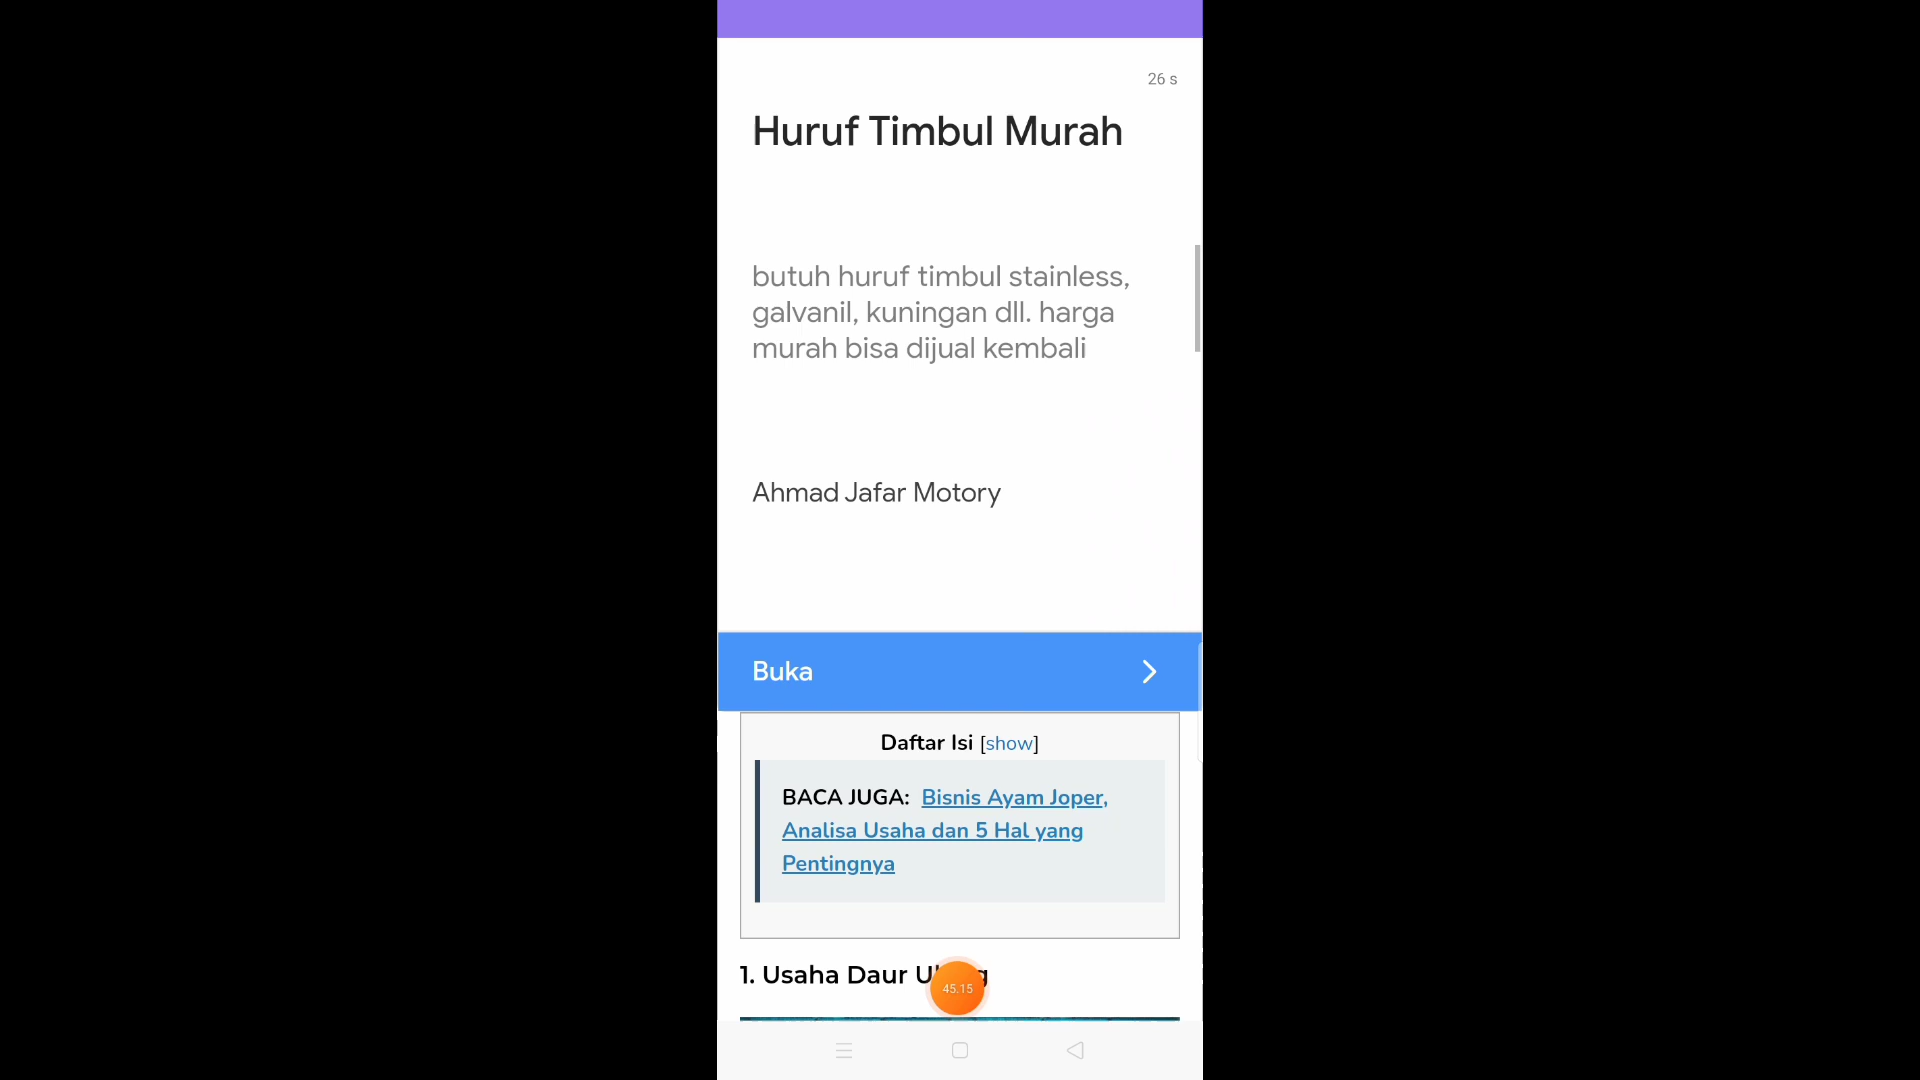 26 s
Huruf Timbul Murah
butuh huruf timbul stainless,
galvanil, kuningan dll. harga
murah bisa dijual kembali
Ahmad Jafar Motory
Buka
Daftar Isi [show]
BACA JUGA: Bisnis Ayam Joper,
Analisa Usaha dan 5 Hal yang
Pentingnya
1. Usaha Daur
45.15